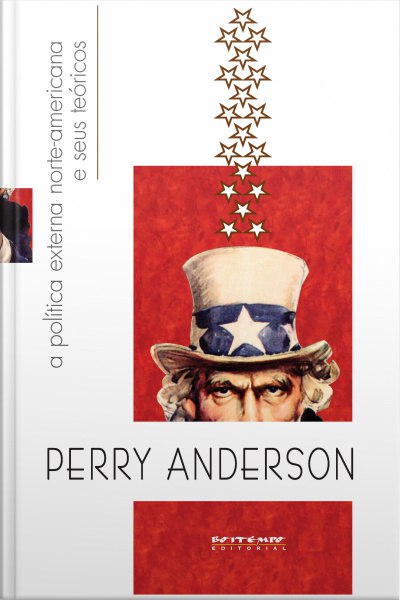 a política externa norte-americana
e seus teóricos
PERRY ANDERSON
BOITEMPO
EDITORIAL